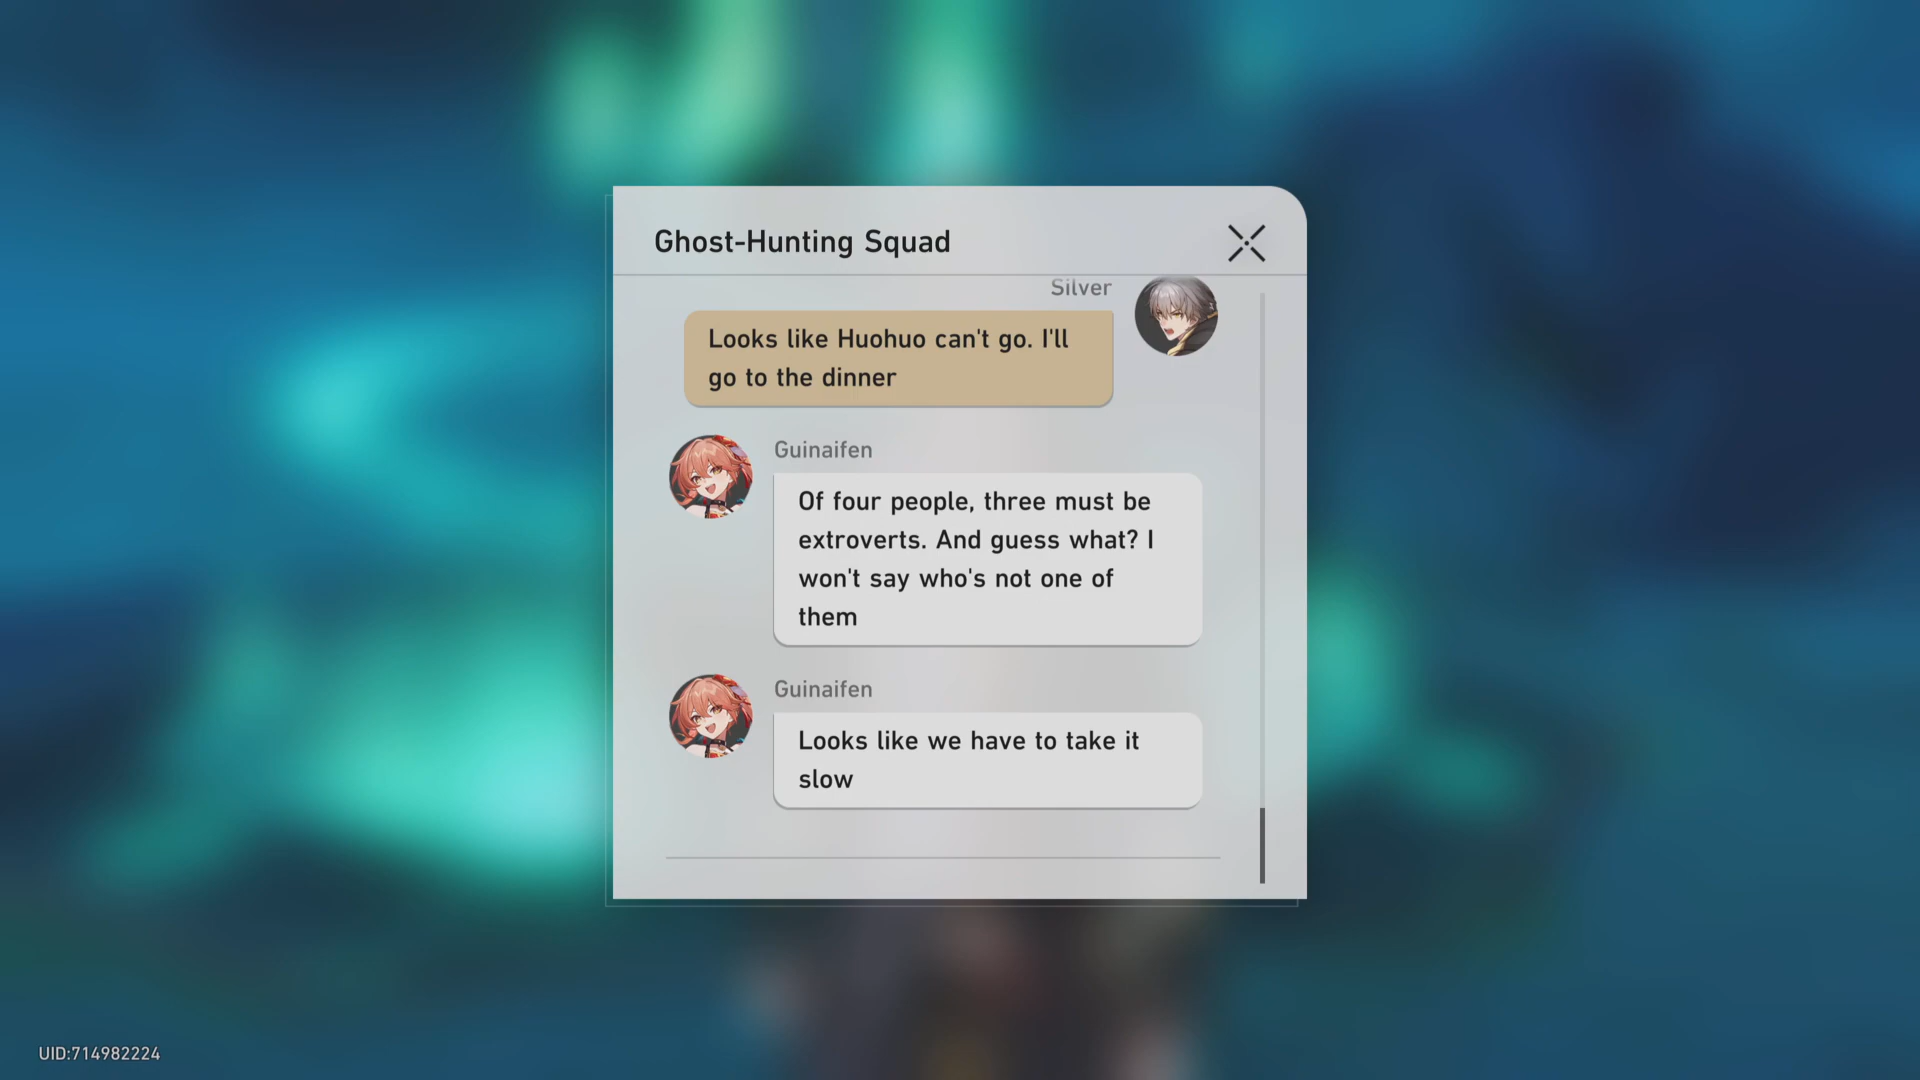 Ghost-Hunting Squad
Silver
Looks like Huohuo can't go. I'll
go to the dinner
Guinaifen
Of four people, three must be
extroverts. And guess what? I
won't say who's not one of
them
Guinaifen
Looks like we have to take it
slow
UID:714982224